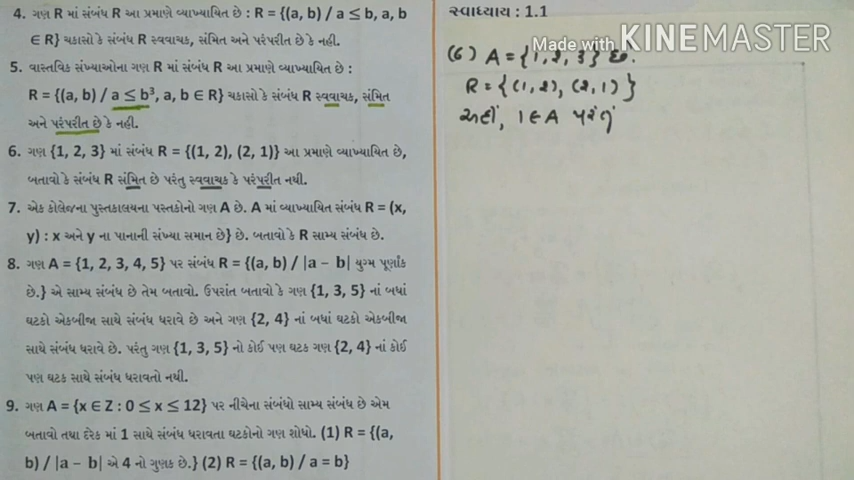 4. ગણ R માં સંબંધ R આ પ્રમાણે વ્યાખ્યાયિત છે : R = {(a, b) / a ≤ b, a, b
∈ R} ચકાસો કે સંબંધ R સ્વવાચક, સંમિત અને પરંપરીત છે કે નહી.
5. વાસ્તવિક સંખ્યાઓના ગણ R માં સંબંધ R આ પ્રમાણે વ્યાખ્યાયિત છે :
R = {(a, b) / a ≤ b³, a, b ∈ R} ચકાસો કે સંબંધ R સ્વવાચક, સંમિત
અને પરંપરીત છે કે નહી.
6. ગણ {1, 2, 3} માં સંબંધ R = {(1, 2), (2, 1)} આ પ્રમાણે વ્યાખ્યાયિત છે,
બતાવો કે સંબંધ R સંમિત છે પરંતુ સ્વવાચક કે પરંપરીત નથી.
7. એક કોલેજના પુસ્તકાલયના પસ્તકોનો ગણ A છે. A માં વ્યાખ્યાયિત સંબંધ R = (x,
y) : x અને y ના પાનાની સંખ્યા સમાન છે} છે. બતાવો કે R સામ્ય સંબંધ છે.
8. ગણ A = {1, 2, 3, 4, 5} પર સંબંધ R = {(a, b) / |a – b| યુગ્મ પૂર્ણાંક
છે.} એ સામ્ય સંબંધ છે તેમ બતાવો. ઉપરાંત બતાવો કે ગણ {1, 3, 5} નાં બધાં
ઘટકો એકબીજા સાથે સંબંધ ધરાવે છે અને ગણ {2, 4} નાં બધાં ઘટકો એકબીજા
સાથે સંબંધ ધરાવે છે. પરંતુ ગણ {1, 3, 5} નો કોઈ પણ ઘટક ગણ {2, 4} નાં કોઈ
પણ ઘટક સાથે સંબંધ ધરાવતો નથી.
9. ગણ A = {x ∈ Z : 0 ≤ x ≤ 12} પર નીચેના સંબંધો સામ્ય સંબંધ છે એમ
બતાવો તથા દરેક માં 1 સાથે સંબંધ ધરાવતા ઘટકોનો ગણ શોધો. (1) R = {(a,
b) / |a – b| એ 4 નો ગુણક છે.} (2) R = {(a, b) / a = b}
સ્વાધ્યાય : 1.1
Made with KINEMASTER
(6) A = {1, 2, 3} છે.
R = {(1, 2), (2, 1)}
અહીં, 1 ∈ A પરંતુ